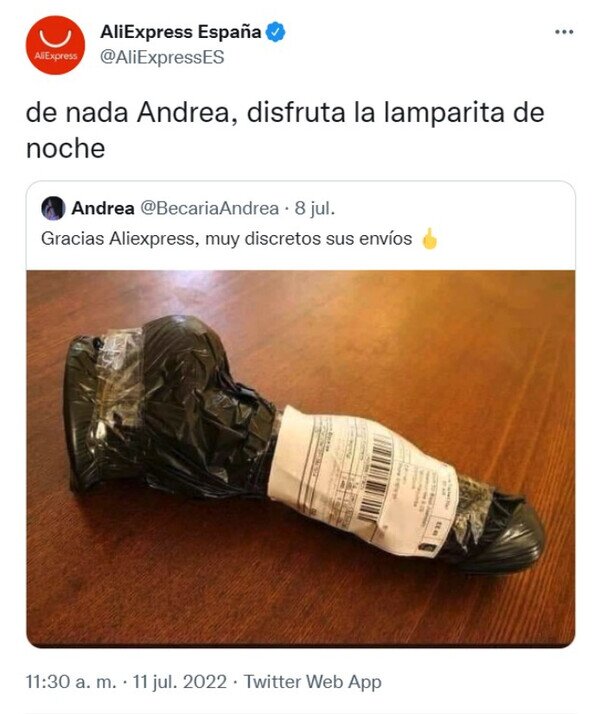 AliExpress
AliExpress España
@AliExpressES
de nada Andrea, disfruta la lamparita de
noche
Andrea @BecariaAndrea · 8 jul.
Gracias Aliexpress, muy discretos sus envíos 🖕
11:30 a. m. · 11 jul. 2022 · Twitter Web App